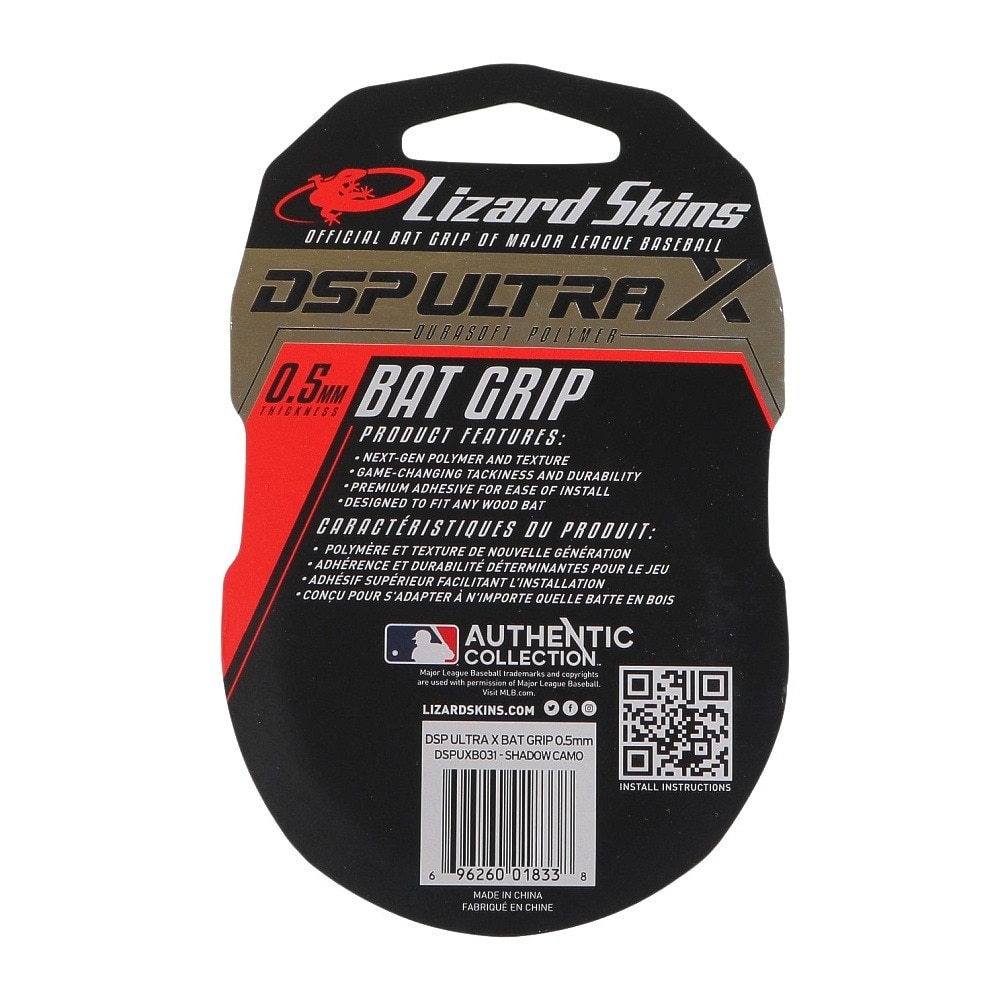 Lizard Skins
OFFICIAL BAT GRIP OF MAJOR LEAGUE BASEBALL
DSP ULTRA X
DURASOFT POLYMER
0.5MM
THICKNESS
BAT GRIP
PRODUCT FEATURES:
• NEXT-GEN POLYMER AND TEXTURE
• GAME-CHANGING TACKINESS AND DURABILITY
• PREMIUM ADHESIVE FOR EASE OF INSTALL
• DESIGNED TO FIT ANY WOOD BAT
CARACTÉRISTIQUES DU PRODUIT:
• POLYMÈRE ET TEXTURE DE NOUVELLE GÉNÉRATION
• ADHÉRENCE ET DURABILITÉ DÉTERMINANTES POUR LE JEU
• ADHÉSIF SUPÉRIEUR FACILITANT L'INSTALLATION
• CONÇU POUR S'ADAPTER À N'IMPORTE QUELLE BATTE EN BOIS
AUTHENTIC
COLLECTION™
Major League Baseball trademarks and copyrights
are used with permission of Major League Baseball.
Visit MLB.com.
LIZARDSKINS.COM
DSP ULTRA X BAT GRIP 0.5mm
DSPUXB031 - SHADOW CAMO
6 96260 01833 8
INSTALL INSTRUCTIONS
MADE IN CHINA
FABRIQUÉ EN CHINE